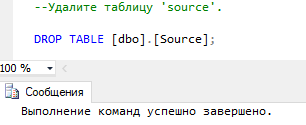 --Удалите таблицу 'source'.
DROP TABLE [dbo].[Source];
100 %
Сообщения
Выполнение команд успешно завершено.